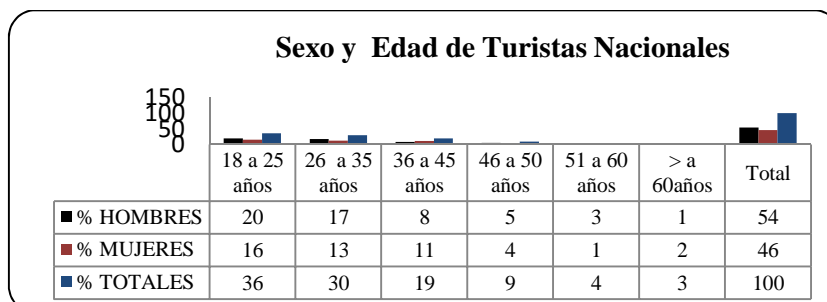 Sexo y Edad de Turistas Nacionales
150
100
50
0
18 a 25 años 26 a 35 años 36 a 45 años 46 a 50 años 51 a 60 años > a 60años Total
% HOMBRES 20 17 8 5 3 1 54
% MUJERES 16 13 11 4 1 2 46
% TOTALES 36 30 19 9 4 3 100